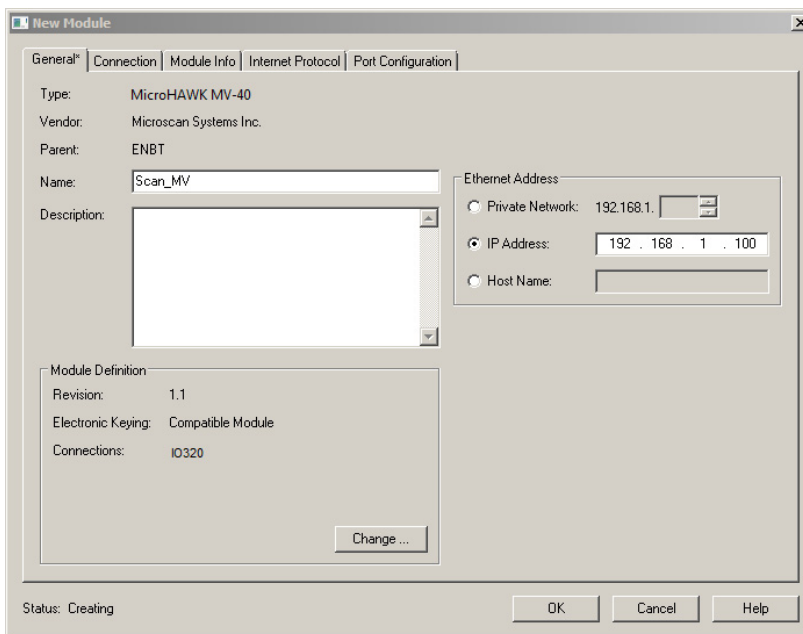 New Module
General* Connection Module Info Internet Protocol Port Configuration
Type: MicroHAWK MV-40
Vendor: Microscan Systems Inc.
Parent: ENBT
Name: Scan_MV
Description:
Ethernet Address
Private Network: 192.168.1.
IP Address: 192 . 168 . 1 . 100
Host Name:
Module Definition
Revision: 1.1
Electronic Keying: Compatible Module
Connections: IO320
Change ...
Status: Creating
OK Cancel Help